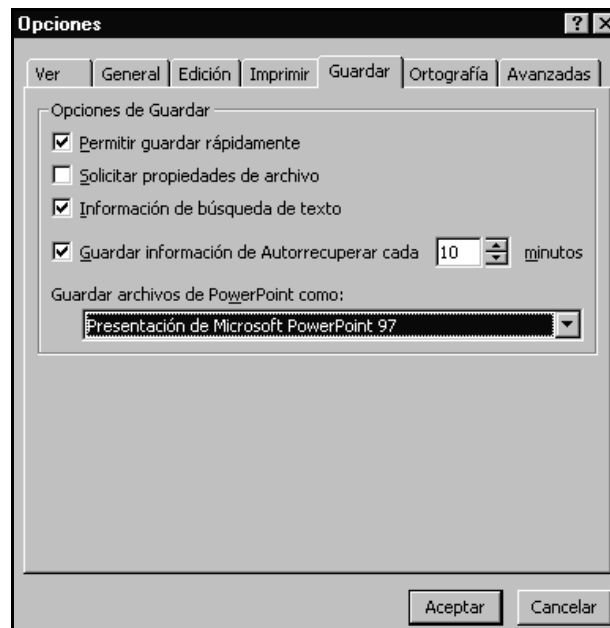 Opciones
Ver General Edición Imprimir Guardar Ortografía Avanzadas
Opciones de Guardar
Permitir guardar rápidamente
Solicitar propiedades de archivo
Información de búsqueda de texto
Guardar información de Autorrecuperar cada 10 minutos
Guardar archivos de PowerPoint como:
Presentación de Microsoft PowerPoint 97
Aceptar Cancelar